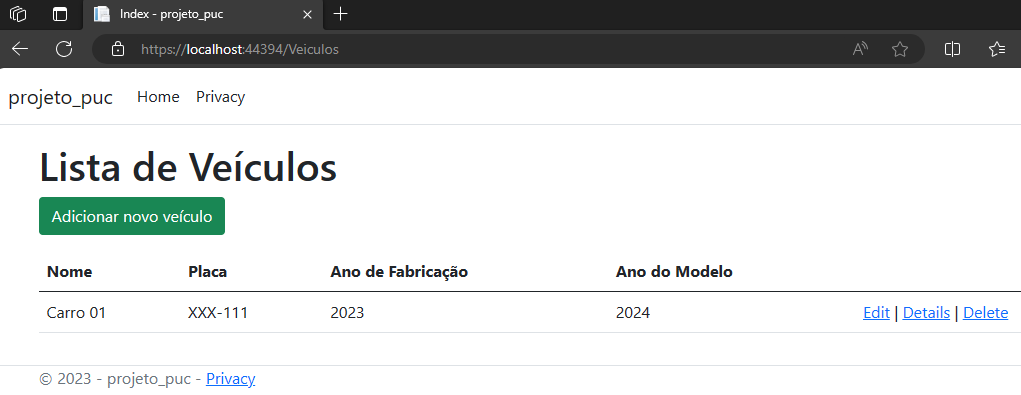 Index - projeto_puc
https://localhost:44394/Veiculos
projeto_puc Home Privacy
Lista de Veículos
Adicionar novo veículo
Nome Placa Ano de Fabricação Ano do Modelo
Carro 01 XXX-111 2023 2024 Edit | Details | Delete
© 2023 - projeto_puc - Privacy